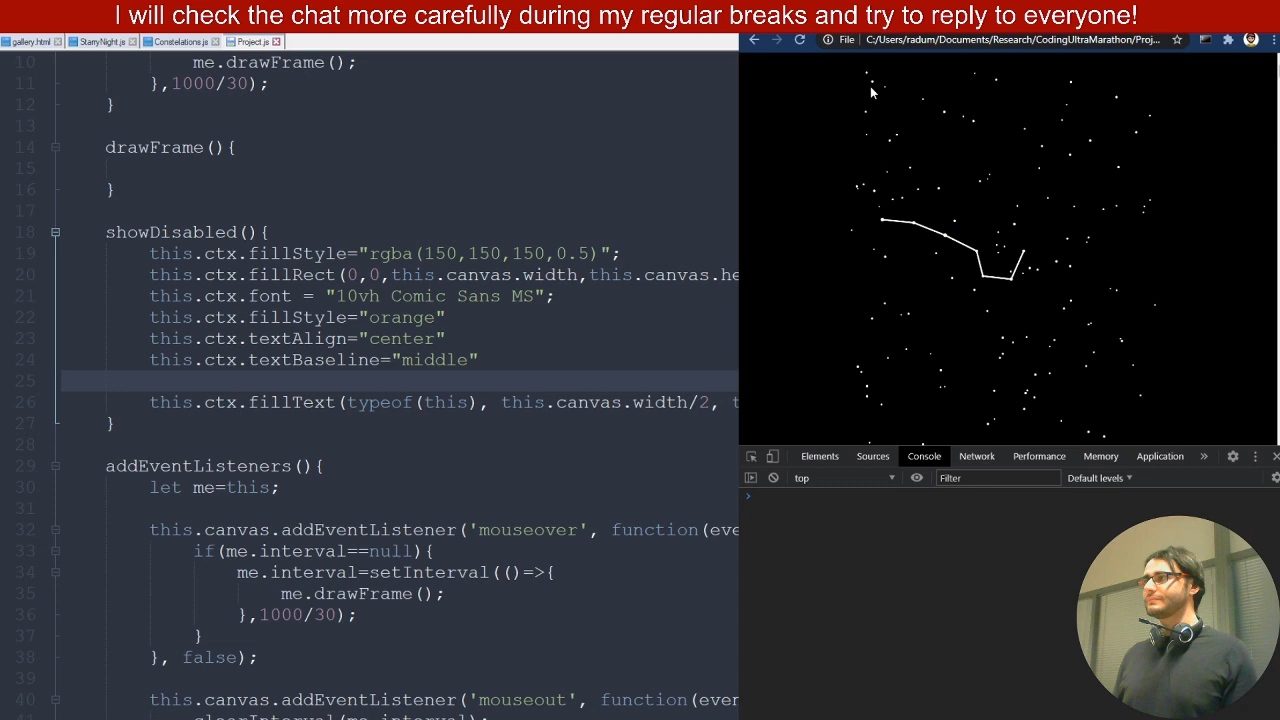 I will check the chat more carefully during my regular breaks and try to reply to everyone!
gallery.html StarryNight.js Constelations.js Project.js
File C:/Users/radum/Documents/Research/CodingUltraMarathon/Proj...
10 me.drawFrame();
11 },1000/30);
12 }
13
14 drawFrame(){
15
16 }
17
18 showDisabled(){
19 this.ctx.fillStyle="rgba(150,150,150,0.5)";
20 this.ctx.fillRect(0,0,this.canvas.width,this.canvas.he
21 this.ctx.font = "10vh Comic Sans MS";
22 this.ctx.fillStyle="orange"
23 this.ctx.textAlign="center"
24 this.ctx.textBaseline="middle"
25
26 this.ctx.fillText(typeof(this), this.canvas.width/2, t
27 }
28
29 addEventListeners(){
30 let me=this;
31
32 this.canvas.addEventListener('mouseover', function(eve
33 if(me.interval==null){
34 me.interval=setInterval(()=>{
35 me.drawFrame();
36 },1000/30);
37 }
38 }, false);
39
40 this.canvas.addEventListener('mouseout', function(even
clearInterval(me.interval);
Elements Sources Console Network Performance Memory Application
top Filter Default levels